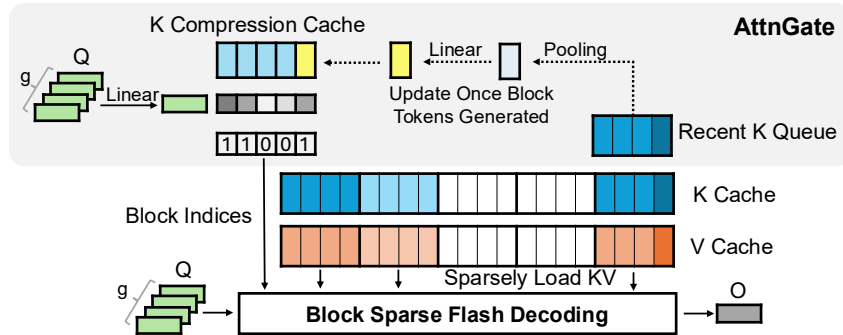 K Compression Cache
AttnGate
Q
g
Linear
Linear
Pooling
Update Once Block
Tokens Generated
Recent K Queue
1 1 0 0 1
K Cache
Block Indices
V Cache
Q
g
Sparsely Load KV
O
Block Sparse Flash Decoding